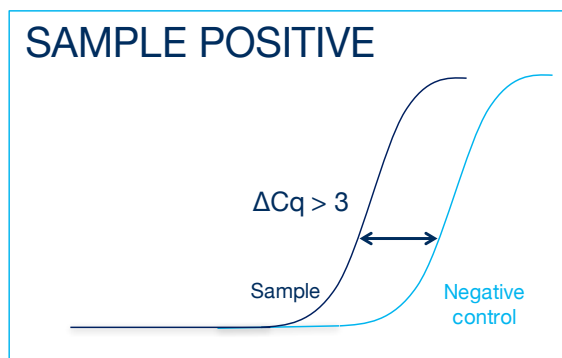 SAMPLE POSITIVE
ΔCq > 3
Sample
Negative
control